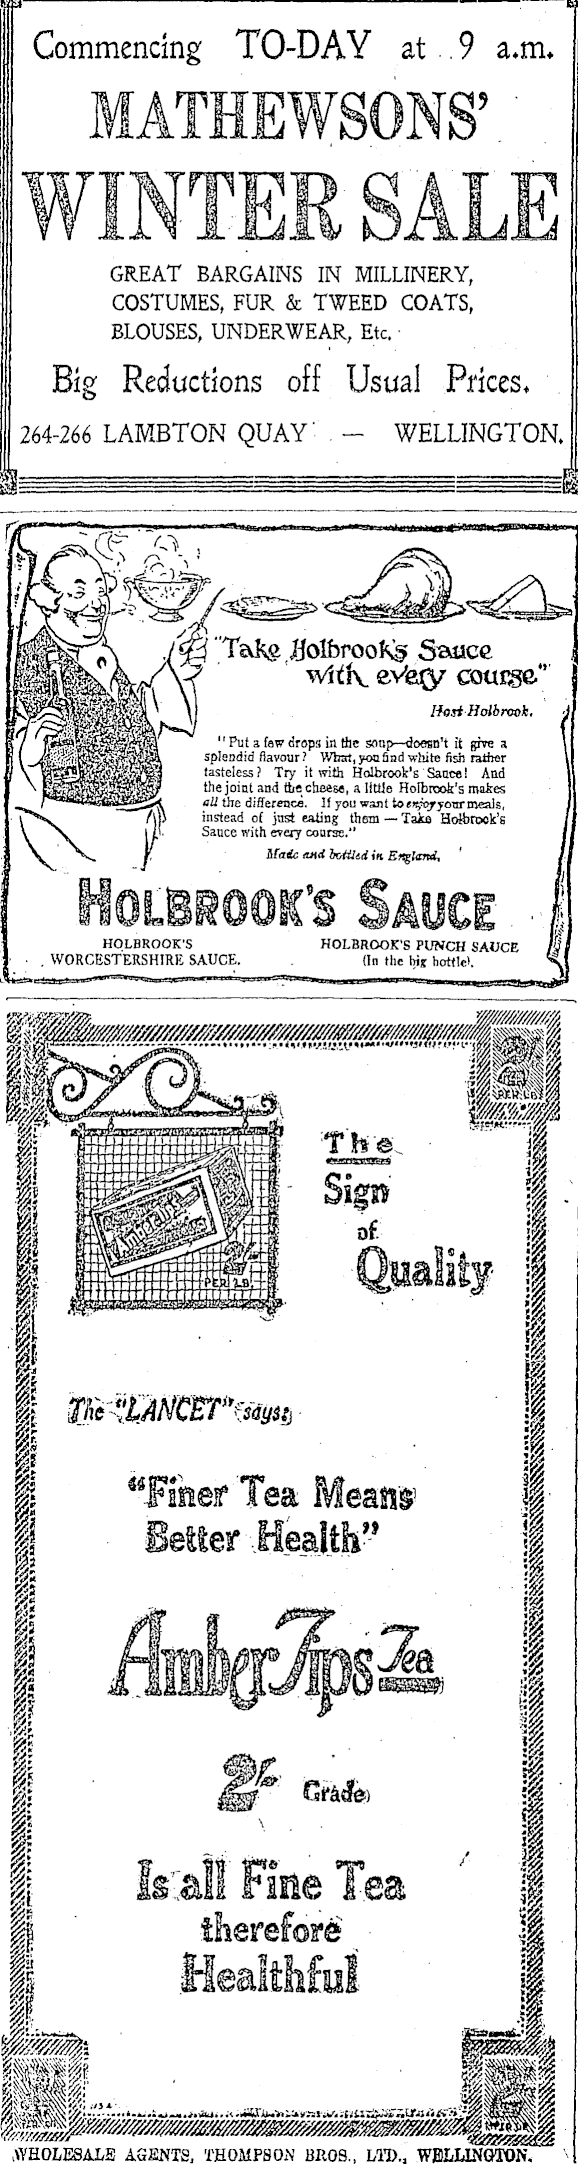 Commencing TO-DAY at 9 a.m.
MATHEWSONS'
WINTER SALE
GREAT BARGAINS IN MILLINERY,
COSTUMES, FUR & TWEED COATS,
BLOUSES, UNDERWEAR, Etc.
Big Reductions off Usual Prices.
264-266 LAMBTON QUAY — WELLINGTON.
"Take Holbrook's Sauce
with every course"
Host Holbrook.
"Put a few drops in the soup—doesn't it give a
splendid flavour? What, you find white fish rather
tasteless? Try it with Holbrook's Sauce! And
the joint and the cheese, a little Holbrook's makes
all the difference. If you want to enjoy your meals,
instead of just eating them — Take Holbrook's
Sauce with every course."
Made and bottled in England.
HOLBROOK'S SAUCE
HOLBROOK'S
WORCESTERSHIRE SAUCE.
HOLBROOK'S PUNCH SAUCE
(In the big bottle).
2/-
PER LB
2/-
PER LB
The
Sign
of
Quality
The "LANCET" says:
"Finer Tea Means
Better Health"
Amber Tips Tea
2/- Grade
Is all Fine Tea
therefore
Healthful
WHOLESALE AGENTS, THOMPSON BROS., LTD., WELLINGTON.